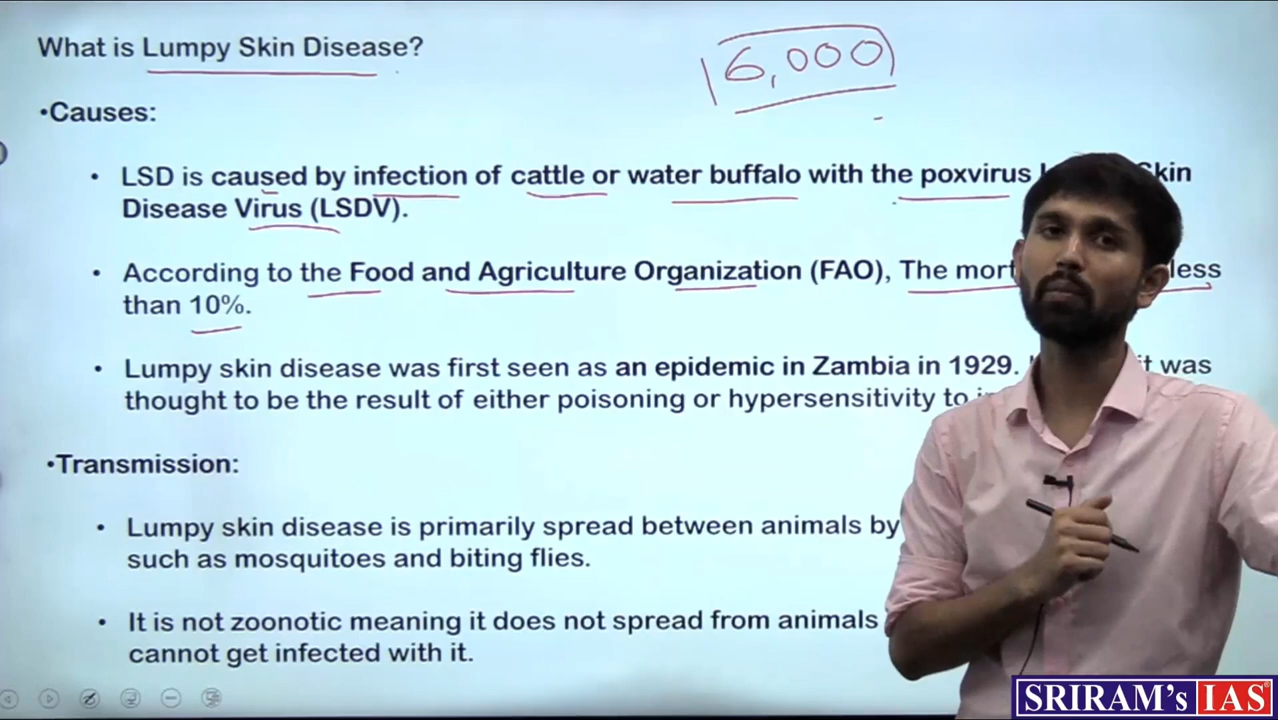 What is Lumpy Skin Disease?
16,000
•Causes:
• LSD is caused by infection of cattle or water buffalo with the poxvirus
Disease Virus (LSDV).
• According to the Food and Agriculture Organization (FAO), The less
than 10%.
• Lumpy skin disease was first seen as an epidemic in Zambia in 1929. it was
thought to be the result of either poisoning or hypersensitivity to
•Transmission:
• Lumpy skin disease is primarily spread between animals by
such as mosquitoes and biting flies.
• It is not zoonotic meaning it does not spread from animals
cannot get infected with it.
SRIRAM's IAS